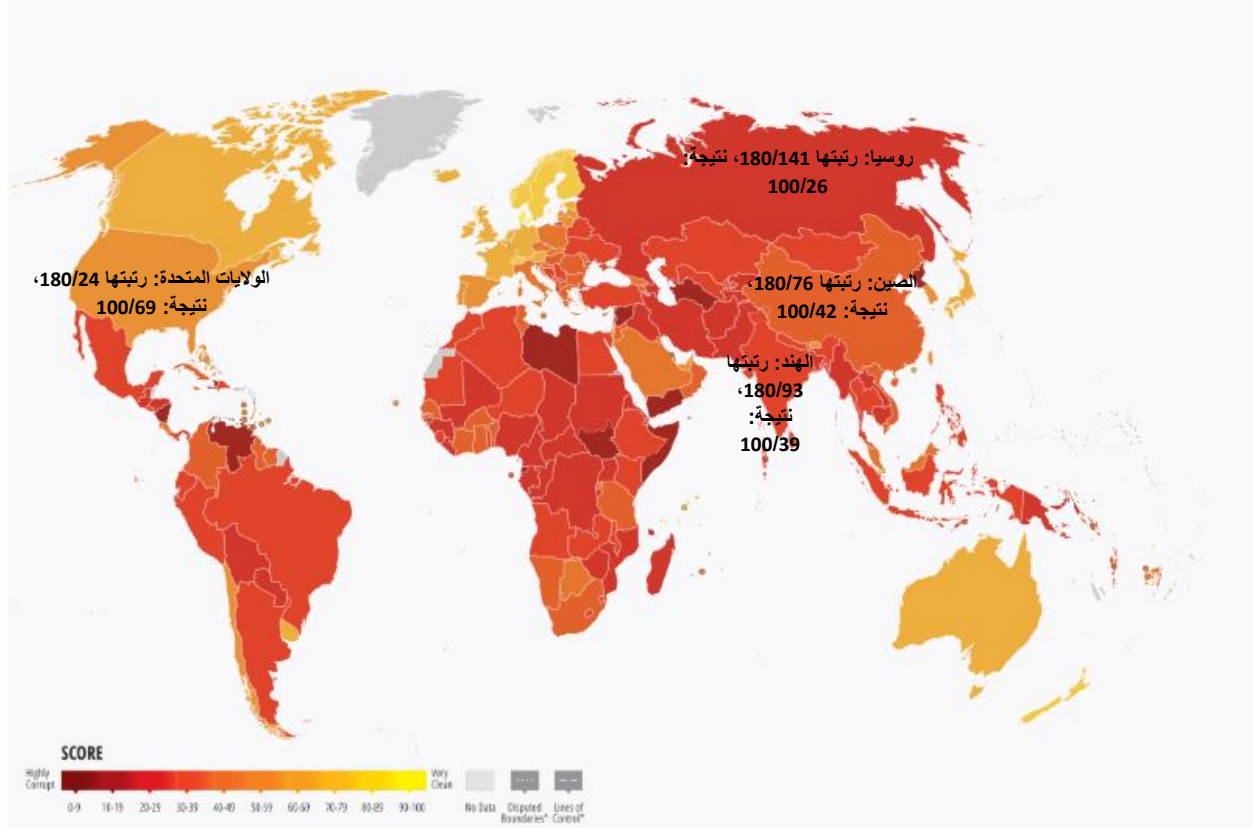 روسيا: رتبتها 180/141، نتيجة:
100/26
الولايات المتحدة: رتبتها 180/24،
نتيجة: 100/69
الصين: رتبتها 180/76،
نتيجة: 100/42
الهند: رتبتها
180/93،
نتيجة:
100/39
SCORE
Highly
Corrupt
Very
Clean
0-9 10-19 20-29 30-39 40-49 50-59 60-69 70-79 80-89 90-100
No Data
Disputed
Boundaries*
Lines of
Control*